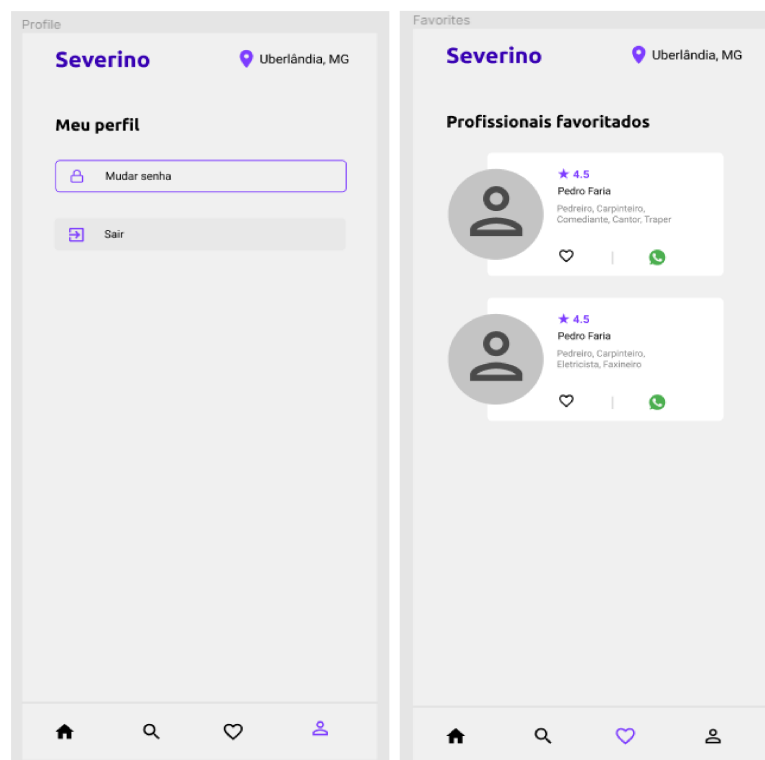 Profile
Severino
Uberlândia, MG
Meu perfil
Mudar senha
Sair
Favorites
Severino
Uberlândia, MG
Profissionais favoritados
4.5
Pedro Faria
Pedreiro, Carpinteiro,
Comediante, Cantor, Traper
4.5
Pedro Faria
Pedreiro, Carpinteiro,
Eletricista, Faxineiro